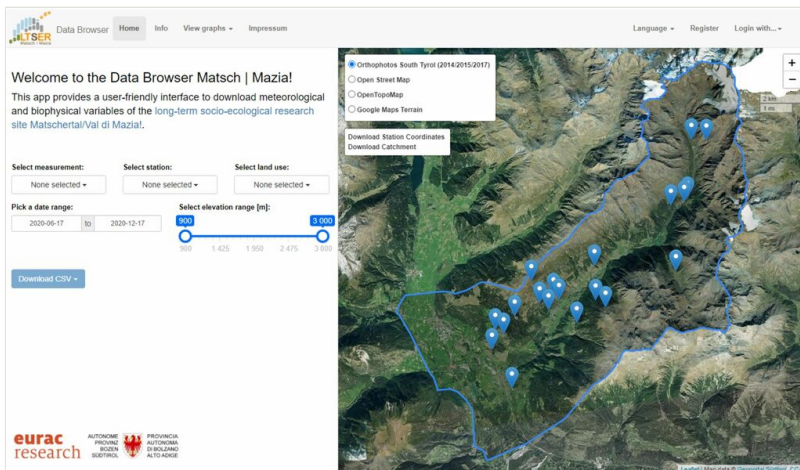 LTSER
Matsch | Mazia
Data Browser Home Info View graphs Impressum Language Register Login with...
Welcome to the Data Browser Matsch | Mazia!
This app provides a user-friendly interface to download meteorological
and biophysical variables of the long-term socio-ecological research
site Matschertal/Val di Mazia!.
Select measurement: Select station: Select land use:
None selected None selected None selected
Pick a date range: Select elevation range [m]:
2020-06-17 to 2020-12-17
900 3 000
900 1 425 1 950 2 475 3 000
Download CSV
eurac
research
AUTONOME
PROVINZ
BOZEN
SÜDTIROL
PROVINCIA
AUTONOMA
DI BOLZANO
ALTO ADIGE
Orthophotos South Tyrol (2014/2015/2017)
Open Street Map
OpenTopoMap
Google Maps Terrain
Download Station Coordinates
Download Catchment
+
−
2 km
1 mi
Leaflet | Map data © Geoportal Südtirol